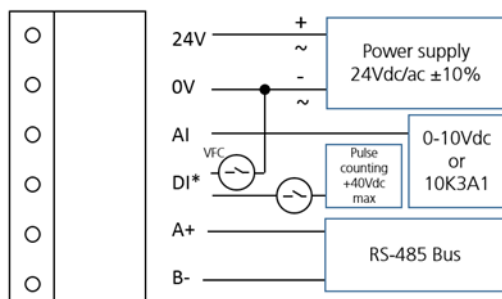 24V
+
~
Power supply
24Vdc/ac ±10%
0V
-
~
AI
0-10Vdc
or
10K3A1
VFC
DI*
Pulse
counting
+40Vdc
max
A+
RS-485 Bus
B-